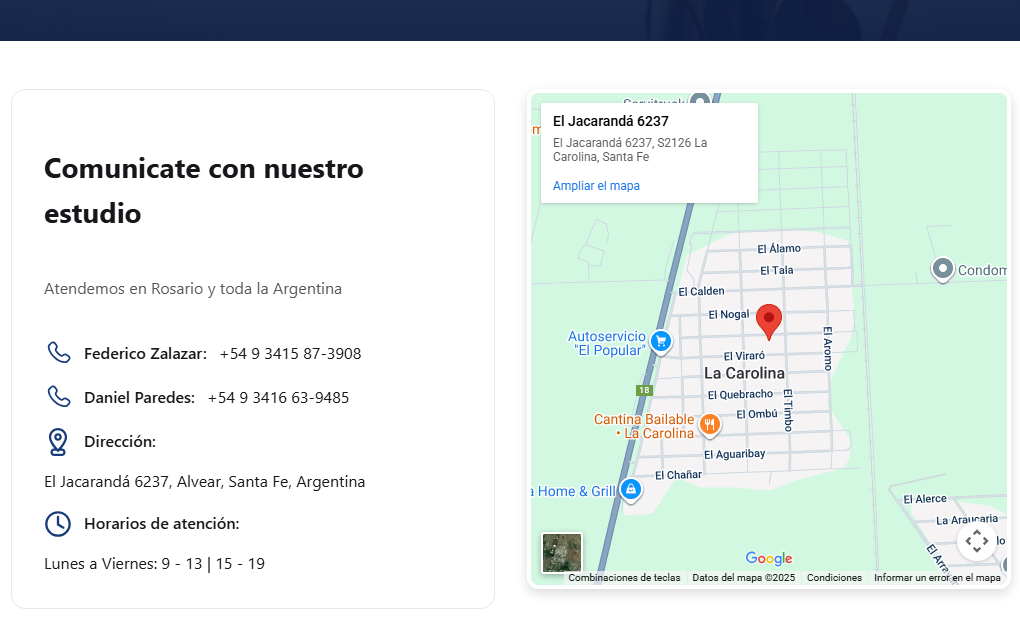 Comunicate con nuestro
estudio
Atendemos en Rosario y toda la Argentina
Federico Zalazar: +54 9 3415 87-3908
Daniel Paredes: +54 9 3416 63-9485
Dirección:
El Jacarandá 6237, Alvear, Santa Fe, Argentina
Horarios de atención:
Lunes a Viernes: 9 - 13 | 15 - 19
El Jacarandá 6237
El Jacarandá 6237, S2126 La
Carolina, Santa Fe
Ampliar el mapa
El Álamo
El Tala
Condom
El Calden
El Nogal
Autoservicio
"El Popular"
El Aromo
El Viraró
La Carolina
18
El Quebracho
El Timbo
El Ombú
Cantina Bailable
• La Carolina
El Aguaribay
El Chañar
a Home & Grill
El Alerce
La Araucaria
El Arra
Google
Combinaciones de teclas
Datos del mapa ©2025
Condiciones
Informar un error en el mapa